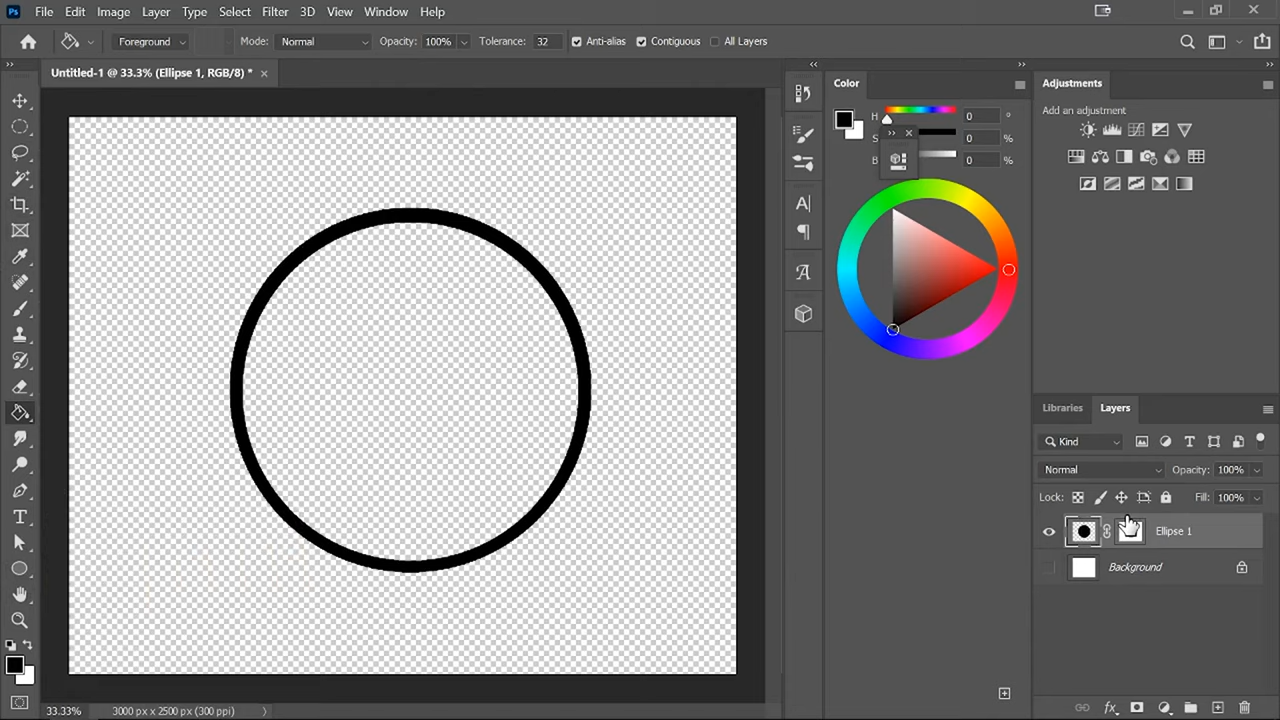 Ps File Edit Image Layer Type Select Filter 3D View Window Help
Foreground Mode: Normal Opacity: 100% Tolerance: 32 Anti-alias Contiguous All Layers
Untitled-1 @ 33.3% (Ellipse 1, RGB/8) * ×
Color
H 0 °
S 0 %
B 0 %
Adjustments
Add an adjustment
Libraries Layers
Kind
Normal Opacity: 100%
Lock: Fill: 100%
Ellipse 1
Background
33.33% 3000 px x 2500 px (300 ppi)